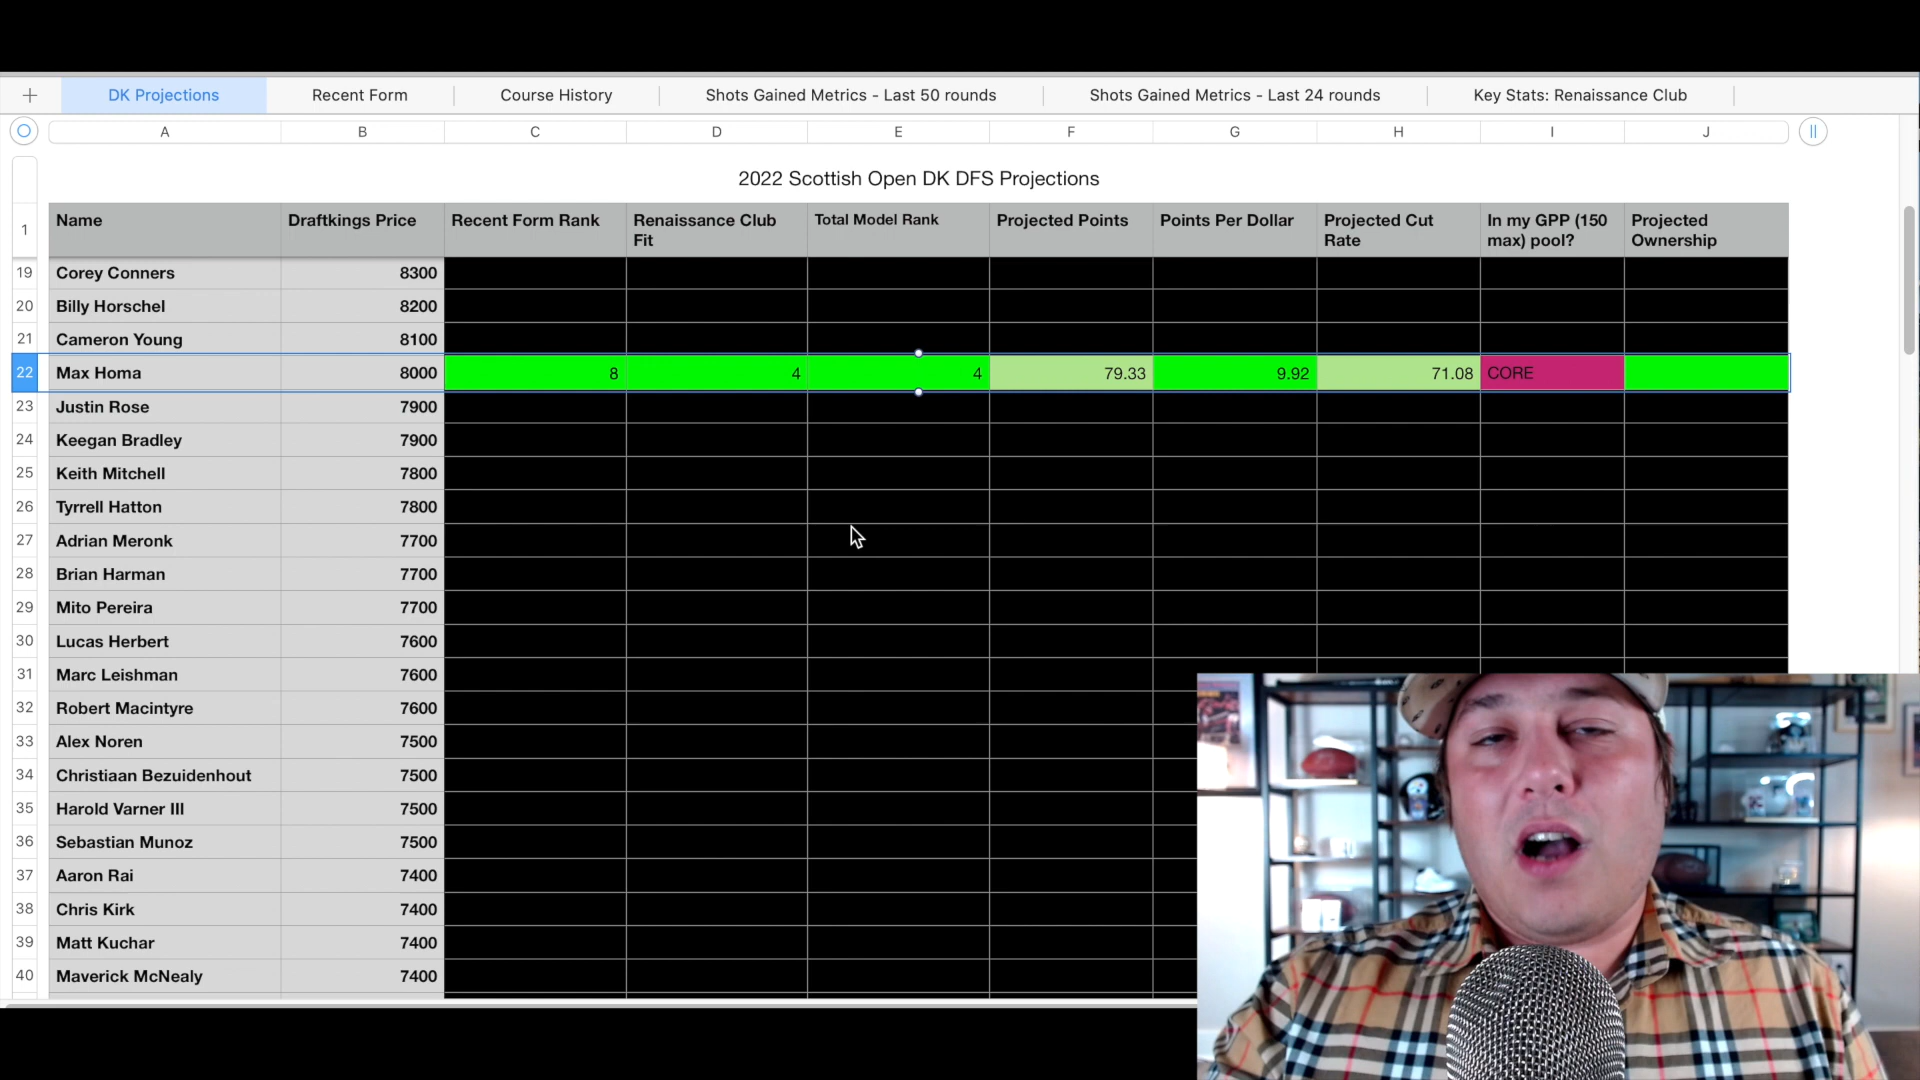 DK Projections
Recent Form
Course History
Shots Gained Metrics - Last 50 rounds
Shots Gained Metrics - Last 24 rounds
Key Stats: Renaissance Club
A B C D E F G H I J
2022 Scottish Open DK DFS Projections
1 Name Draftkings Price Recent Form Rank Renaissance Club Fit Total Model Rank Projected Points Points Per Dollar Projected Cut Rate In my GPP (150 max) pool? Projected Ownership
19 Corey Conners 8300
20 Billy Horschel 8200
21 Cameron Young 8100
22 Max Homa 8000 8 4 4 79.33 9.92 71.08 CORE
23 Justin Rose 7900
24 Keegan Bradley 7900
25 Keith Mitchell 7800
26 Tyrrell Hatton 7800
27 Adrian Meronk 7700
28 Brian Harman 7700
29 Mito Pereira 7700
30 Lucas Herbert 7600
31 Marc Leishman 7600
32 Robert Macintyre 7600
33 Alex Noren 7500
34 Christiaan Bezuidenhout 7500
35 Harold Varner III 7500
36 Sebastian Munoz 7500
37 Aaron Rai 7400
38 Chris Kirk 7400
39 Matt Kuchar 7400
40 Maverick McNealy 7400